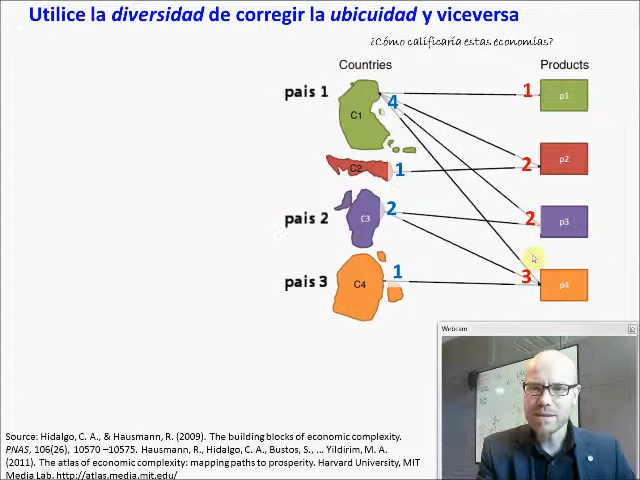 Utilice la diversidad de corregir la ubicuidad y viceversa
¿Cómo calificaría estas economías?
Countries
Products
pais 1
C1
4
1
p1
C2
1
2
p2
pais 2
C3
2
2
p3
pais 3
C4
1
3
p4
Webcam
Source: Hidalgo, C. A., & Hausmann, R. (2009). The building blocks of economic complexity.
PNAS, 106(26), 10570 –10575. Hausmann, R., Hidalgo, C., Bustos, S., ... Yildirim, M. A.
(2011). The atlas of economic complexity: mapping paths to prosperity. Harvard University, MIT
Media Lab. http://atlas.media.mit.edu/